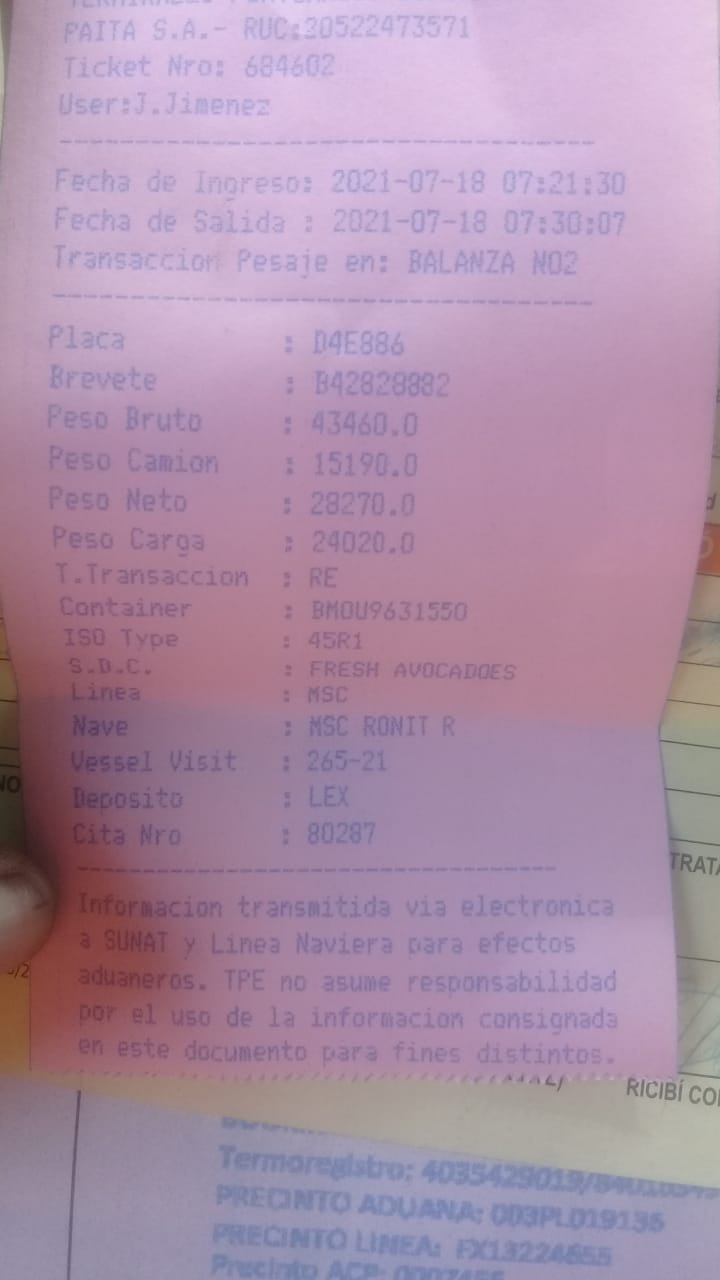 PAITA S.A.- RUC:20522473571
Ticket Nro: 684602
User:J.Jimenez
Fecha de Ingreso: 2021-07-18 07:21:30
Fecha de Salida : 2021-07-18 07:30:07
Transaccion Pesaje en: BALANZA NO2
Placa : D4E886
Brevete : B42828882
Peso Bruto : 43460.0
Peso Camion : 15190.0
Peso Neto : 28270.0
Peso Carga : 24020.0
T.Transaccion : RE
Container : BMOU9631550
ISO Type : 45R1
S.D.C. : FRESH AVOCADOES
Linea : MSC
Nave : MSC RONIT R
Vessel Visit : 265-21
Deposito : LEX
Cita Nro : 80287
Informacion transmitida via electronica
a SUNAT y Linea Naviera para efectos
aduaneros. TPE no asume responsabilidad
por el uso de la informacion consignada
en este documento para fines distintos.
RICIBÍ
Termoregistro:
PRECINTO ADUANA: 003PL019135
PRECINTO LINEA: FX13224655
Precinto ACP: